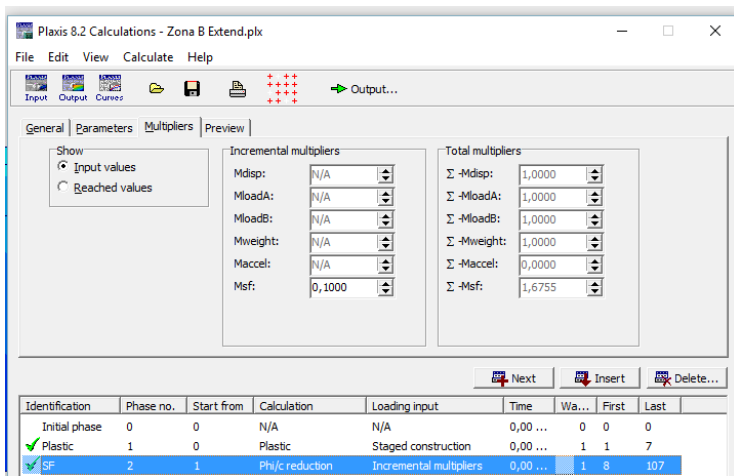 Plaxis 8.2 Calculations - Zona B Extend.plx
File Edit View Calculate Help
Input Output Curves Output...
General Parameters Multipliers Preview
Show
Input values
Reached values
Incremental multipliers
Mdisp: N/A
MloadA: N/A
MloadB: N/A
Mweight: N/A
Maccel: N/A
Msf: 0,1000
Total multipliers
Σ -Mdisp: 1,0000
Σ -MloadA: 1,0000
Σ -MloadB: 1,0000
Σ -Mweight: 1,0000
Σ -Maccel: 0,0000
Σ -Msf: 1,6755
Next Insert Delete...
Identification Phase no. Start from Calculation Loading input Time Wa... First Last
Initial phase 0 0 N/A N/A 0,00 ... 0 0 0
Plastic 1 0 Plastic Staged construction 0,00 ... 1 1 7
SF 2 1 Phi/c reduction Incremental multipliers 0,00 ... 1 8 107